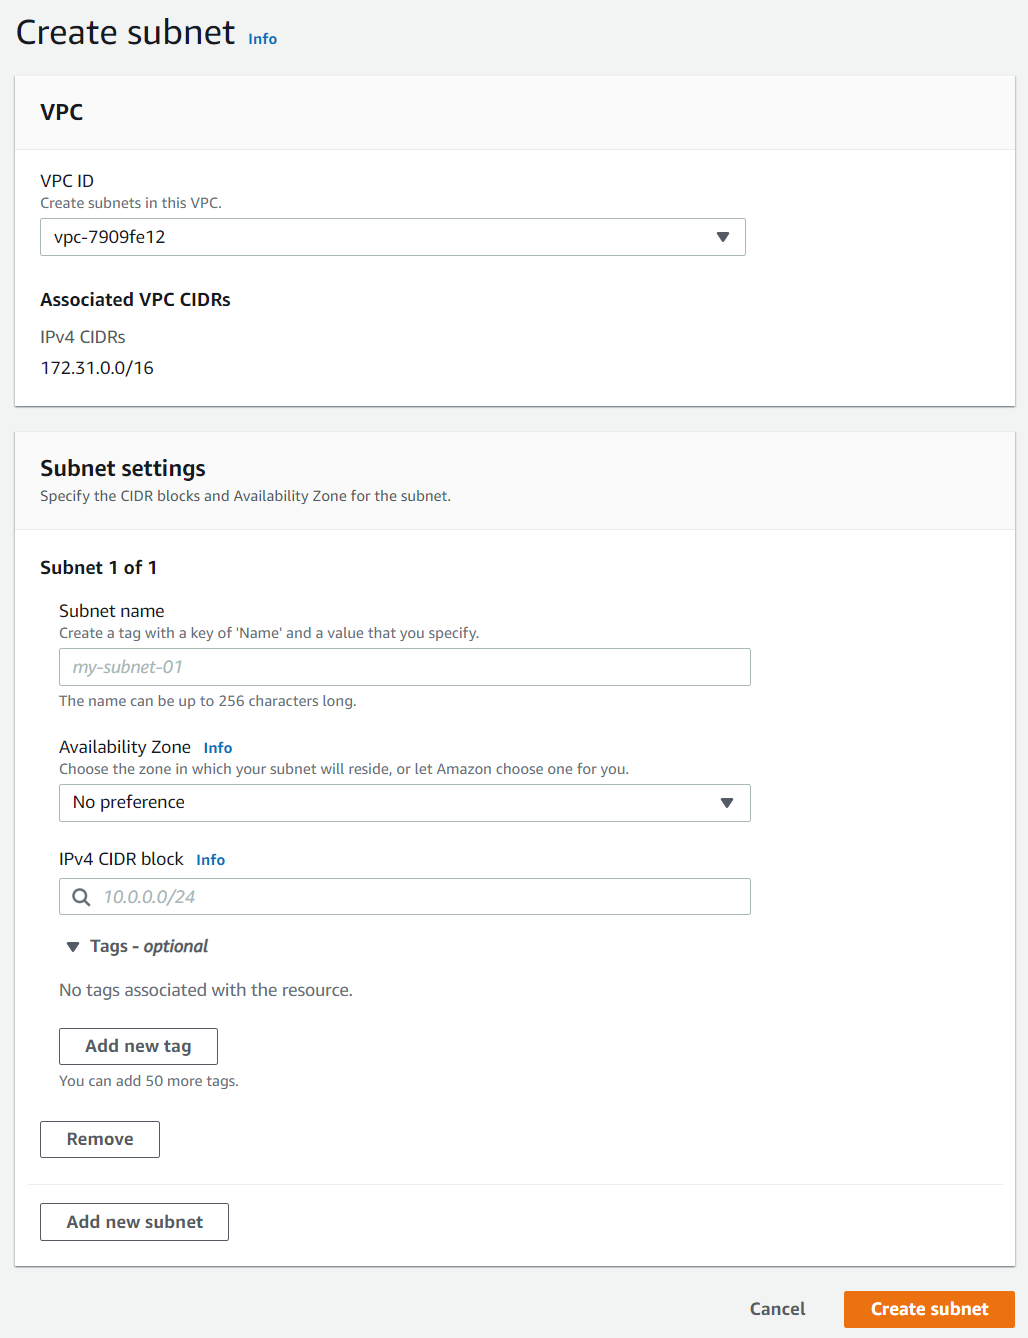 Create subnet Info
VPC
VPC ID
Create subnets in this VPC.
vpc-7909fe12
Associated VPC CIDRs
IPv4 CIDRs
172.31.0.0/16
Subnet settings
Specify the CIDR blocks and Availability Zone for the subnet.
Subnet 1 of 1
Subnet name
Create a tag with a key of 'Name' and a value that you specify.
my-subnet-01
The name can be up to 256 characters long.
Availability Zone Info
Choose the zone in which your subnet will reside, or let Amazon choose one for you.
No preference
IPv4 CIDR block Info
10.0.0.0/24
Tags - optional
No tags associated with the resource.
Add new tag
You can add 50 more tags.
Remove
Add new subnet
Cancel Create subnet